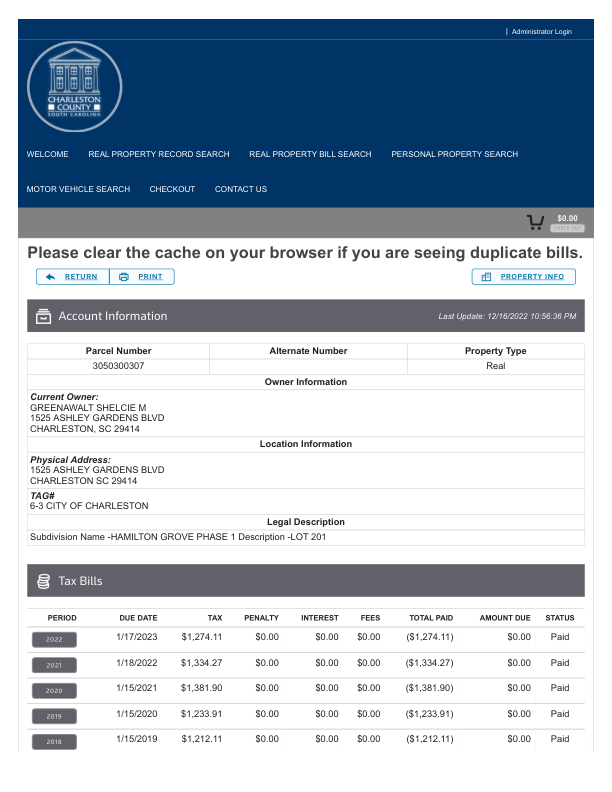 | Administrator Login
CHARLESTON
COUNTY
SOUTH CAROLINA
WELCOME REAL PROPERTY RECORD SEARCH REAL PROPERTY BILL SEARCH PERSONAL PROPERTY SEARCH
MOTOR VEHICLE SEARCH CHECKOUT CONTACT US
$0.00
CHECK OUT
Please clear the cache on your browser if you are seeing duplicate bills.
RETURN PRINT PROPERTY INFO
Account Information Last Update: 12/16/2022 10:56:36 PM
Parcel Number Alternate Number Property Type
3050300307 Real
Owner Information
Current Owner:
GREENAWALT SHELCIE M
1525 ASHLEY GARDENS BLVD
CHARLESTON, SC 29414
Location Information
Physical Address:
1525 ASHLEY GARDENS BLVD
CHARLESTON SC 29414
TAG#
6-3 CITY OF CHARLESTON
Legal Description
Subdivision Name -HAMILTON GROVE PHASE 1 Description -LOT 201
Tax Bills
PERIOD DUE DATE TAX PENALTY INTEREST FEES TOTAL PAID AMOUNT DUE STATUS
2022 1/17/2023 $1,274.11 $0.00 $0.00 $0.00 ($1,274.11) $0.00 Paid
2021 1/18/2022 $1,334.27 $0.00 $0.00 $0.00 ($1,334.27) $0.00 Paid
2020 1/15/2021 $1,381.90 $0.00 $0.00 $0.00 ($1,381.90) $0.00 Paid
2019 1/15/2020 $1,233.91 $0.00 $0.00 $0.00 ($1,233.91) $0.00 Paid
2018 1/15/2019 $1,212.11 $0.00 $0.00 $0.00 ($1,212.11) $0.00 Paid